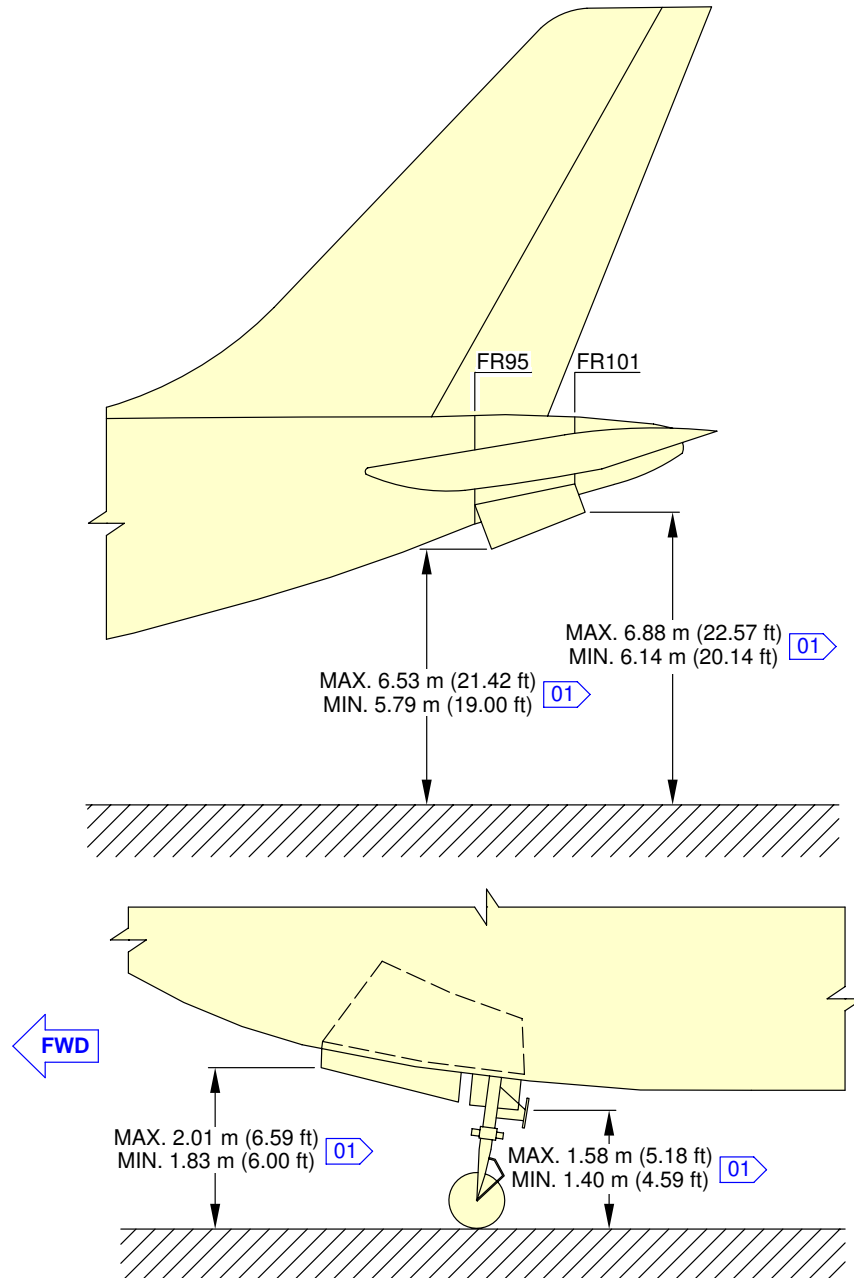 FR95
FR101
MAX. 6.88 m (22.57 ft)
MIN. 6.14 m (20.14 ft)
01
MAX. 6.53 m (21.42 ft)
MIN. 5.79 m (19.00 ft)
01
FWD
MAX. 2.01 m (6.59 ft)
MIN. 1.83 m (6.00 ft)
01
MAX. 1.58 m (5.18 ft)
MIN. 1.40 m (4.59 ft)
01